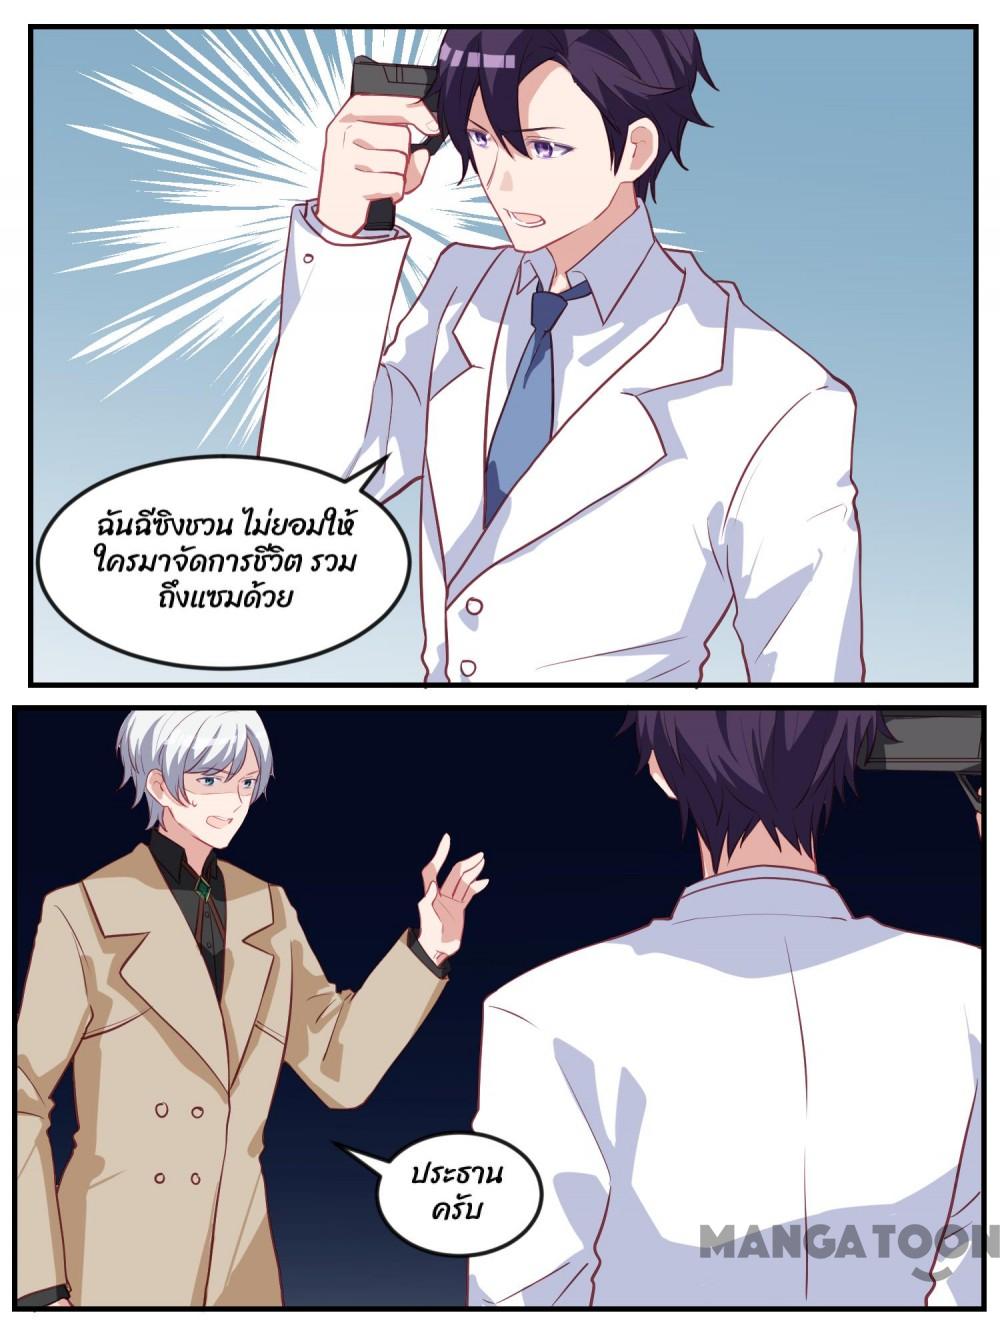 ฉันฉีซิงชวน ไม่ยอมให้
ใครมาจัดการชีวิต รวม
ถึงแซมด้วย
ประธาน
ครับ
MANGATOON